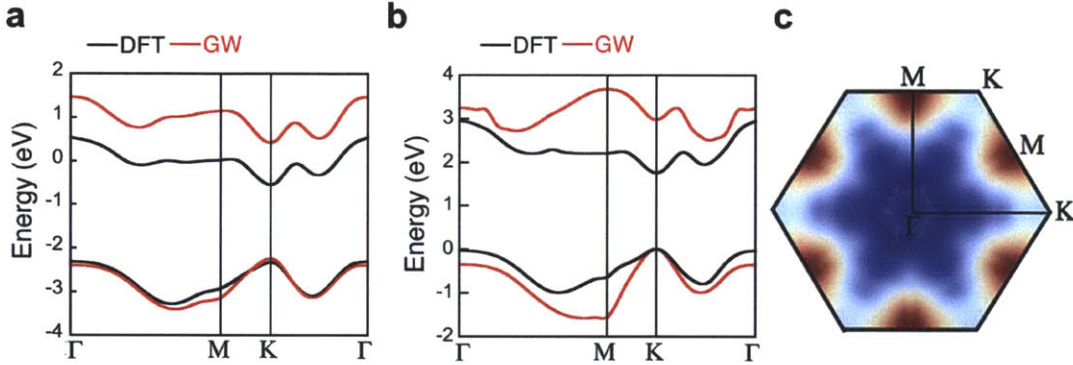 a
DFT GW
Energy (eV)
2
1
0
-1
-2
-3
-4
Γ M K Γ
b
DFT GW
Energy (eV)
4
3
2
1
0
-1
-2
Γ M K Γ
c
M K
M
K
Γ